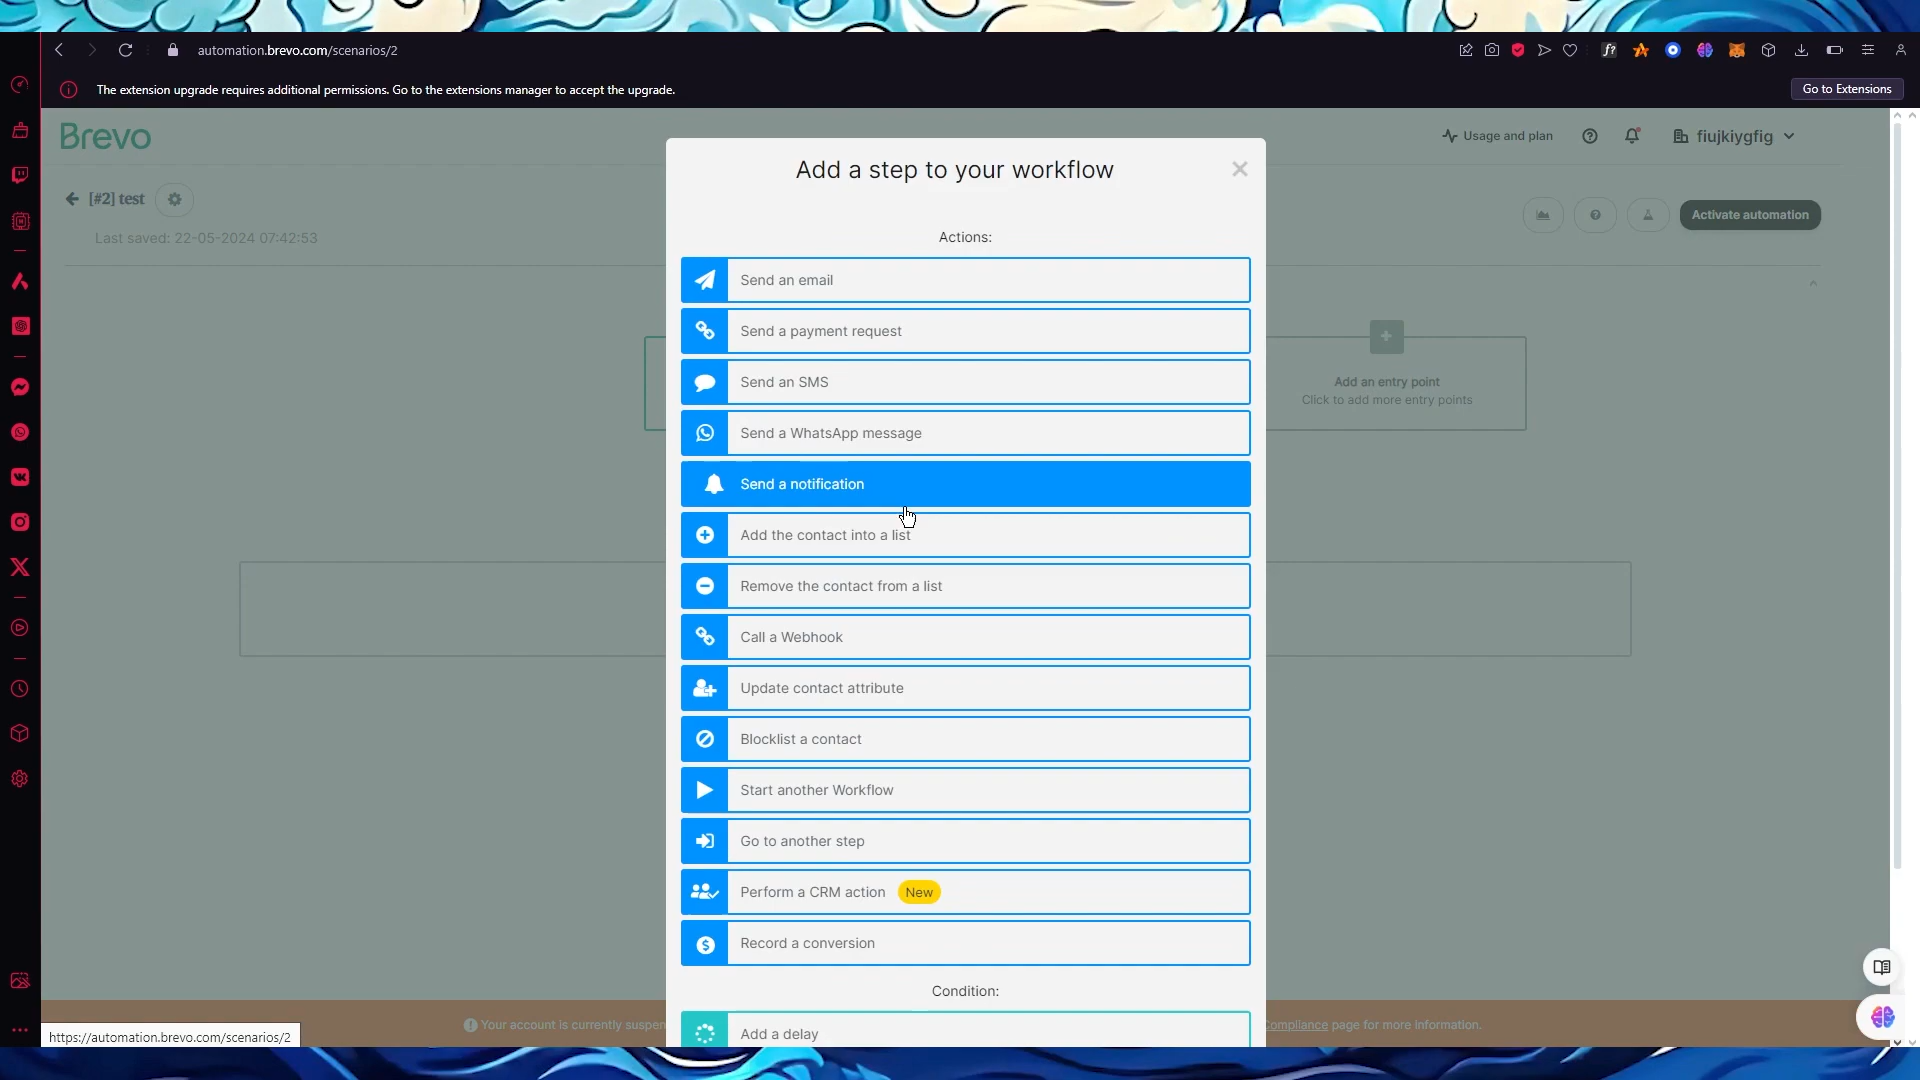 automation.brevo.com/scenarios/2
The extension upgrade requires additional permissions. Go to the extensions manager to accept the upgrade.
Go to Extensions
Brevo
Usage and plan
fiujkiygfig
[#2] test
Last saved: 22-05-2024 07:42:53
Activate automation
Add a step to your workflow
Actions:
Send an email
Send a payment request
Send an SMS
Send a WhatsApp message
Send a notification
Add the contact into a list
Remove the contact from a list
Call a Webhook
Update contact attribute
Blocklist a contact
Start another Workflow
Go to another step
Perform a CRM action New
Record a conversion
Condition:
Add a delay
Add an entry point
Click to add more entry points
Your account is currently suspen
Compliance page for more information.
https://automation.brevo.com/scenarios/2